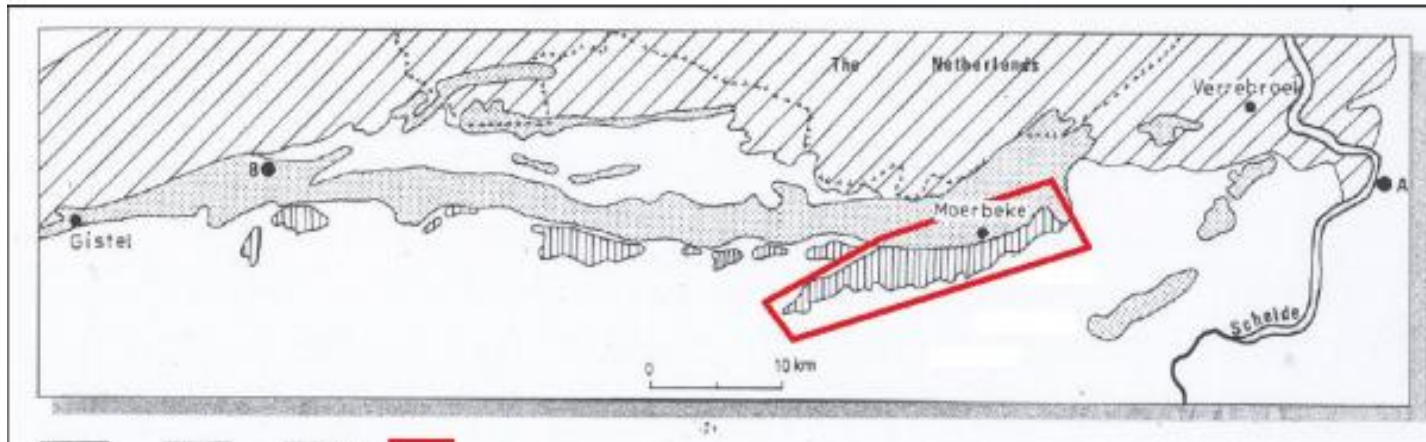 The Netherlands
Verrebroek
B
A
Moerbeke
Gistel
Schelde
0 10 km